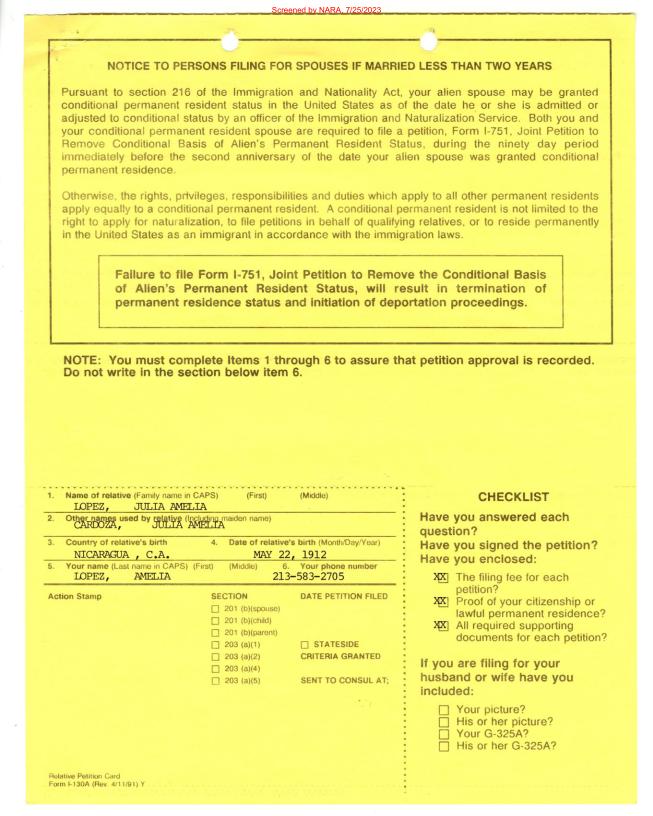 Screened by NARA, 7/25/2023
NOTICE TO PERSONS FILING FOR SPOUSES IF MARRIED LESS THAN TWO YEARS
Pursuant to section 216 of the Immigration and Nationality Act, your alien spouse may be granted
conditional permanent resident status in the United States as of the date he or she is admitted or
adjusted to conditional status by an officer of the Immigration and Naturalization Service. Both you and
your conditional permanent resident spouse are required to file a petition, Form I-751, Joint Petition to
Remove Conditional Basis of Alien's Permanent Resident Status, during the ninety day period
immediately before the second anniversary of the date your alien spouse was granted conditional
permanent residence.
Otherwise, the rights, privileges, responsibilities and duties which apply to all other permanent residents
apply equally to a conditional permanent resident. A conditional permanent resident is not limited to the
right to apply for naturalization, to file petitions in behalf of qualifying relatives, or to reside permanently
in the United States as an immigrant in accordance with the immigration laws.
Failure to file Form I-751, Joint Petition to Remove the Conditional Basis
of Alien's Permanent Resident Status, will result in termination of
permanent residence status and initiation of deportation proceedings.
NOTE: You must complete Items 1 through 6 to assure that petition approval is recorded.
Do not write in the section below item 6.
1. Name of relative (Family name in CAPS) (First) (Middle)
LOPEZ, JULIA AMELIA
2. Other names used by relative (Including maiden name)
CARDOZA, JULIA AMELIA
3. Country of relative's birth 4. Date of relative's birth (Month/Day/Year)
NICARAGUA , C.A. MAY 22, 1912
5. Your name (Last name in CAPS) (First) (Middle) 6. Your phone number
LOPEZ, AMELIA 213-583-2705
Action Stamp SECTION DATE PETITION FILED
201 (b)(spouse)
201 (b)(child)
201 (b)(parent)
203 (a)(1) STATESIDE
203 (a)(2) CRITERIA GRANTED
203 (a)(4)
203 (a)(5) SENT TO CONSUL AT;
CHECKLIST
Have you answered each
question?
Have you signed the petition?
Have you enclosed:
XX The filing fee for each
petition?
XX Proof of your citizenship or
lawful permanent residence?
XX All required supporting
documents for each petition?
If you are filing for your
husband or wife have you
included:
Your picture?
His or her picture?
Your G-325A?
His or her G-325A?
Relative Petition Card
Form I-130A (Rev. 4/11/91) Y